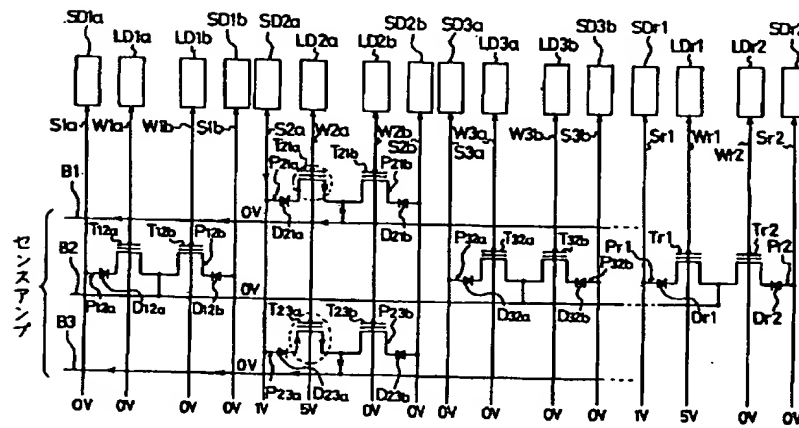 SD1a SD1b SD2a SD2b SD3a SD3b SDr1 SDr2
LD1a LD1b LD2a LD2b LD3a LD3b LDr1 LDr2
S1a W1a W1b S1b S2a W2a W2b S2b W3a S3a W3b S3b Sr1 Wr1 Wr2 Sr2
T21a T21b
P21a P21b
B1 0V D21a D21b
T12a T12b P12b T32a T32b Tr1 Tr2
P32a P32b Pr1 Pr2
B2 0V
P12a D12a D12b D32a D32b Dr1 Dr2
T23a T23b P23b
B3 0V
P23a D23a D23b
センスアンプ
0V 0V 0V 0V 1V 5V 0V 0V 0V 0V 0V 0V 1V 5V 0V 0V